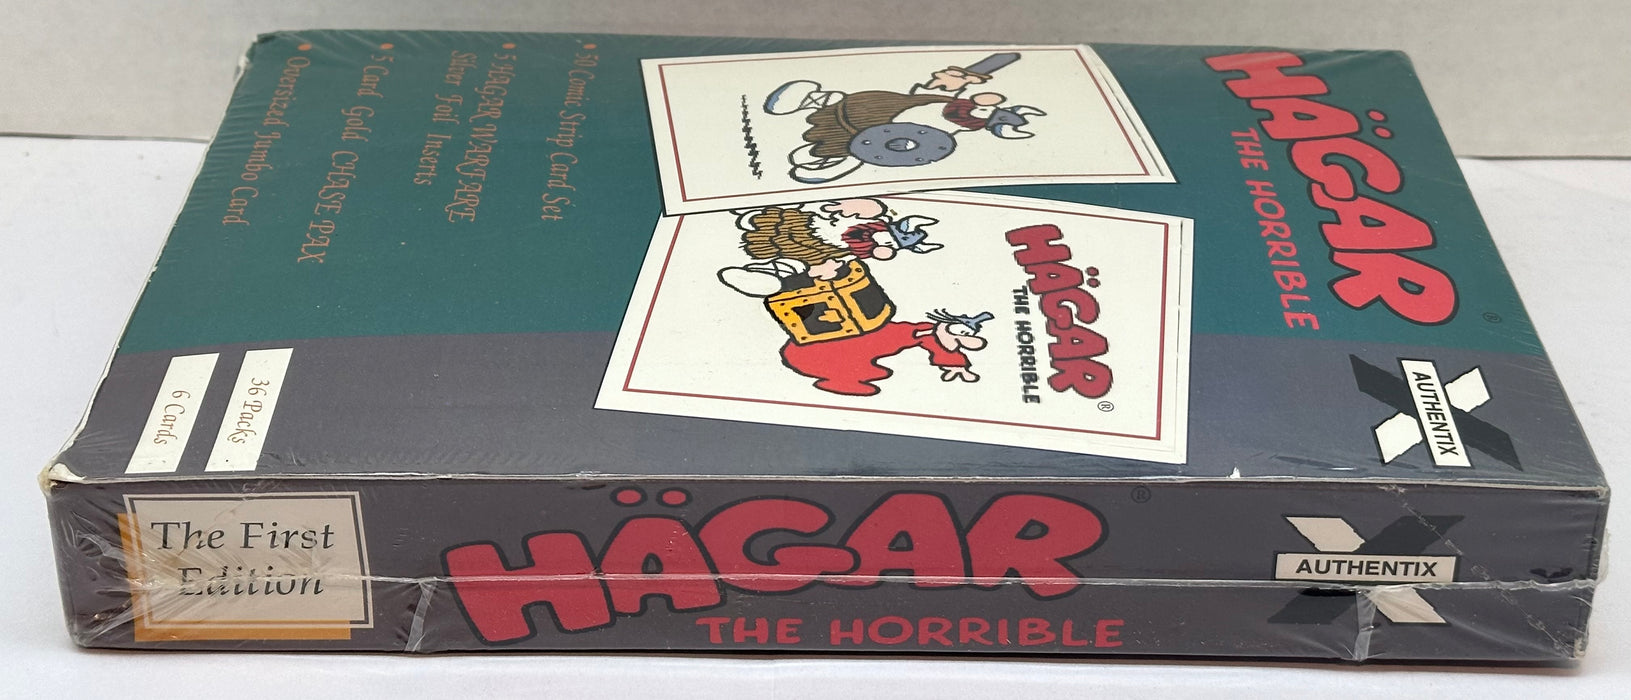 HÄGAR ®
THE HORRIBLE
AUTHENTIX
HÄGAR ®
THE HORRIBLE
• 50 Comic Strip Card Set
• 5 HAGAR WARFARE
Silver Foil Inserts
• 5 Card Gold CHASE PAX
• Oversized Jumbo Card
36 Packs
6 Cards
The First
Edition
HÄGAR ®
THE HORRIBLE
AUTHENTIX